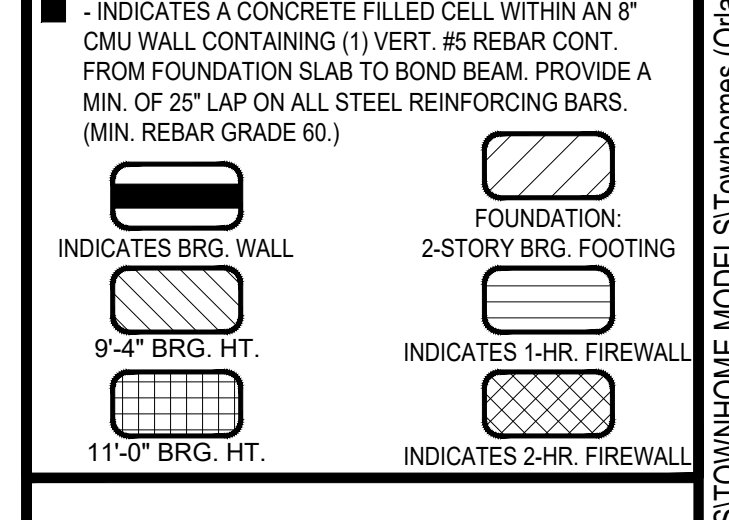 - INDICATES A CONCRETE FILLED CELL WITHIN AN 8"
CMU WALL CONTAINING (1) VERT. #5 REBAR CONT.
FROM FOUNDATION SLAB TO BOND BEAM. PROVIDE A
MIN. OF 25" LAP ON ALL STEEL REINFORCING BARS.
(MIN. REBAR GRADE 60.)
INDICATES BRG. WALL
FOUNDATION:
2-STORY BRG. FOOTING
9'-4" BRG. HT.
INDICATES 1-HR. FIREWALL
11'-0" BRG. HT.
INDICATES 2-HR. FIREWALL
S\TOWNHOME MODELS\Townhomes (Orla